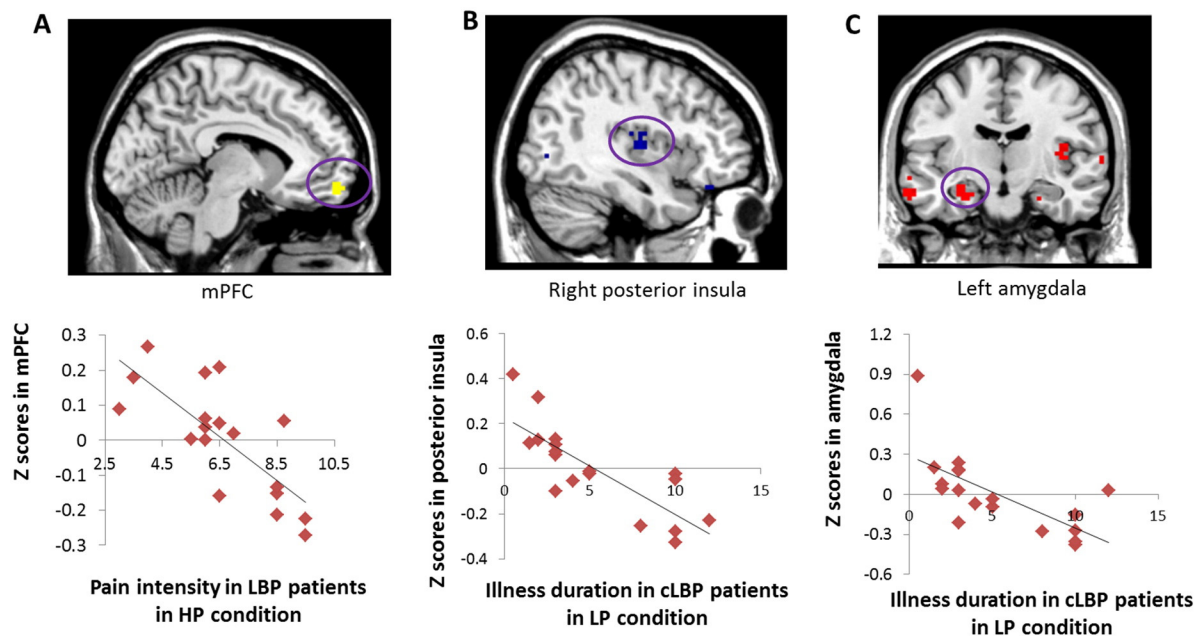 A
B
C
mPFC
Right posterior insula
Left amygdala
Z scores in mPFC
0.3
0.2
0.1
0
-0.1
-0.2
-0.3
2.5 4.5 6.5 8.5 10.5
Pain intensity in LBP patients
in HP condition
Z scores in posterior insula
0.6
0.4
0.2
0
-0.2
-0.4
0 5 10 15
Illness duration in cLBP patients
in LP condition
Z scores in amygdala
1.2
0.9
0.6
0.3
0
-0.3
-0.6
0 5 10 15
Illness duration in cLBP patients
in LP condition